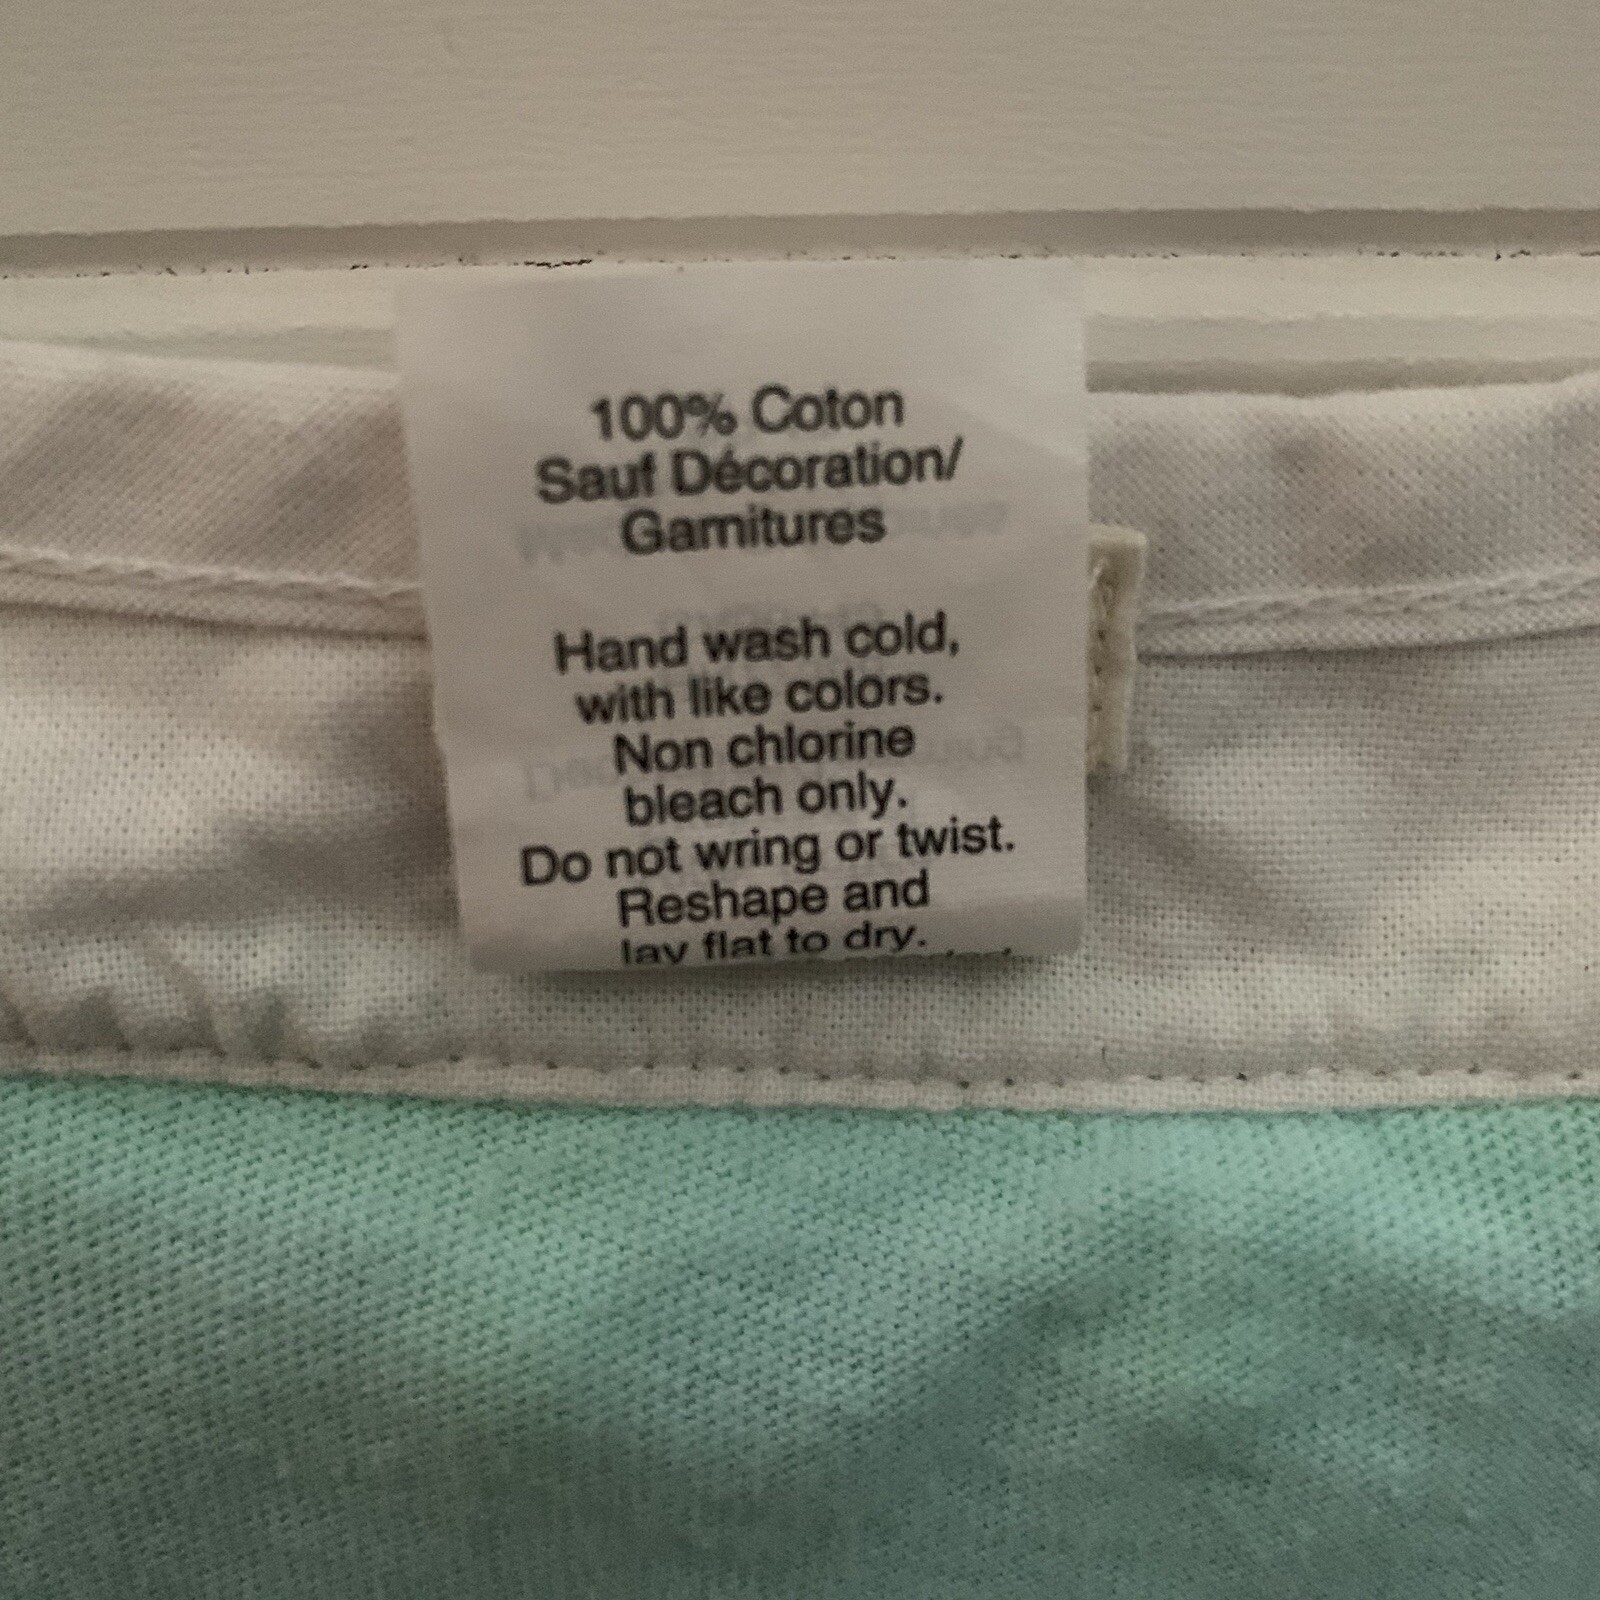 100% Coton
Sauf Décoration/
Garnitures
Hand wash cold,
with like colors.
Non chlorine
bleach only.
Do not wring or twist.
Reshape and
lay flat to dry.